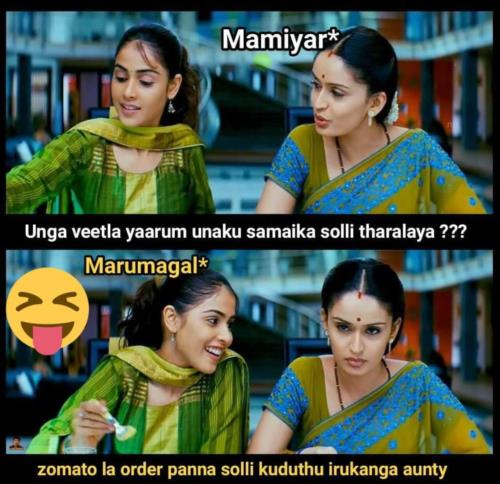 Mamiyar*
Unga veetla yaarum unaku samaika solli tharalaya ???
Marumagal*
zomato la order panna solli kuduthu irukanga aunty